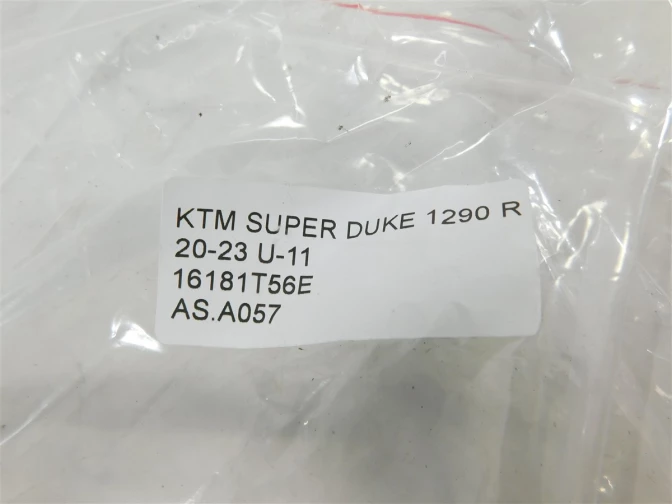 KTM SUPER DUKE 1290 R
20-23 U-11
16181T56E
AS.A057